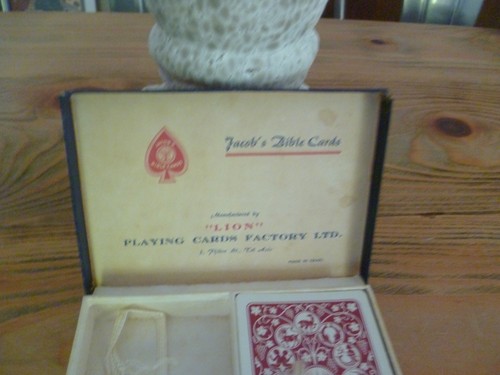 Jacob's Bible Cards
Manufactured by
"LION"
PLAYING CARDS FACTORY LTD.